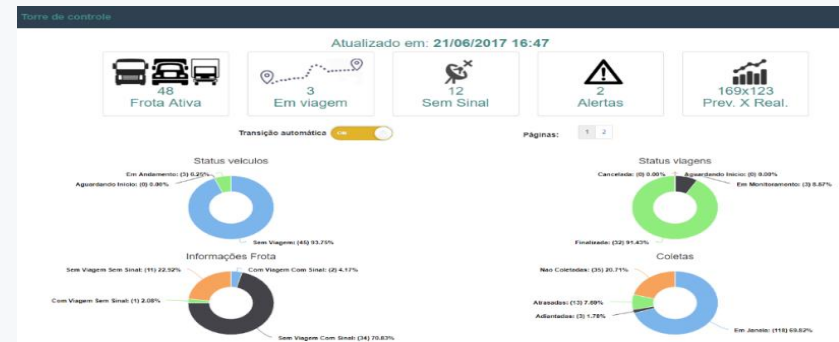 Torre de controle
Atualizado em: 21/06/2017 16:47
48
Frota Ativa
3
Em viagem
12
Sem Sinal
2
Alertas
169x123
Prev. X Real.
Transição automática ON
Páginas: 1 2
Status veiculos
Em Andamento: (3) 6.25%
Aguardando Inicio: (0) 0.00%
Sem Viagem: (45) 93.75%
Status viagens
Cancelada: (0) 0.00%
Aguardando Inicio: (0) 0.00%
Em Monitoramento: (3) 8.57%
Finalizada: (32) 91.43%
Informações Frota
Sem Viagem Sem Sinal: (11) 22.92%
Com Viagem Com Sinal: (2) 4.17%
Com Viagem Sem Sinal: (1) 2.08%
Sem Viagem Com Sinal: (34) 70.83%
Coletas
Não Coletadas: (35) 20.71%
Atrasadas: (13) 7.69%
Adiantadas: (3) 1.78%
Em Janela: (118) 69.82%